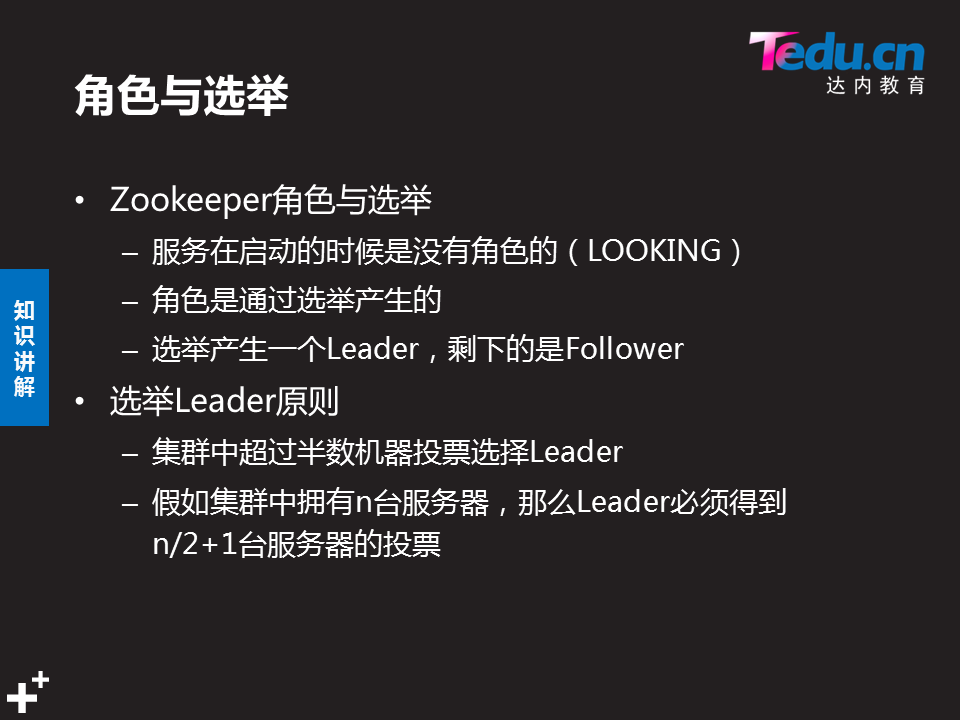 Tedu.cn
达内教育
角色与选举
• Zookeeper角色与选举
– 服务在启动的时候是没有角色的（LOOKING）
– 角色是通过选举产生的
– 选举产生一个Leader，剩下的是Follower
知识讲解
• 选举Leader原则
– 集群中超过半数机器投票选择Leader
– 假如集群中拥有n台服务器，那么Leader必须得到
n/2+1台服务器的投票